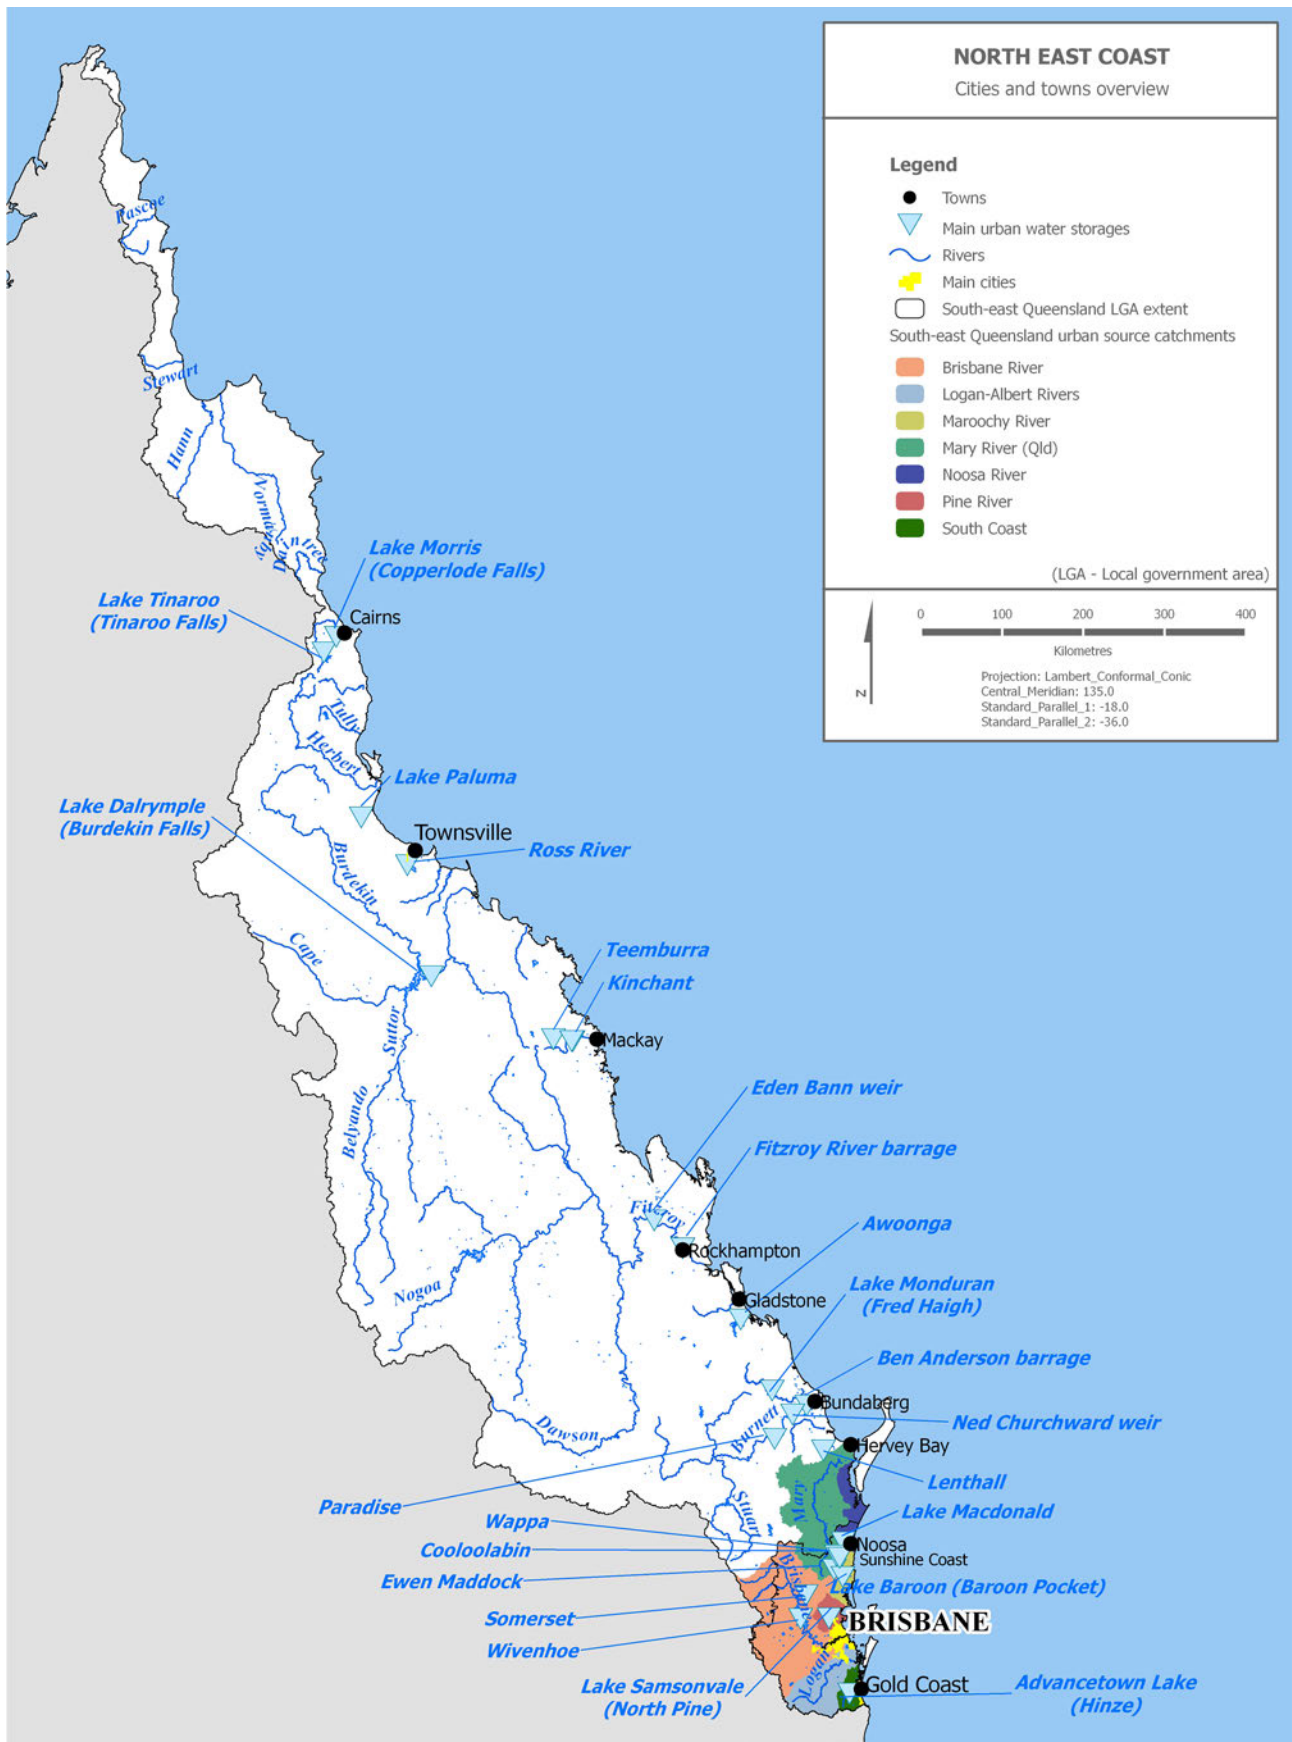 NORTH EAST COAST
Cities and towns overview
Legend
Towns
Main urban water storages
Rivers
Main cities
South-east Queensland LGA extent
South-east Queensland urban source catchments
Brisbane River
Logan-Albert Rivers
Maroochy River
Mary River (Qld)
Noosa River
Pine River
South Coast
(LGA - Local government area)
0 100 200 300 400
Kilometres
N
Projection: Lambert_Conformal_Conic
Central_Meridian: 135.0
Standard_Parallel_1: -18.0
Standard_Parallel_2: -36.0
Pascoe
Stewart
Hann
Normanby
Daintree
Lake Morris
(Copperlode Falls)
Lake Tinaroo
(Tinaroo Falls)
Cairns
Tully
Herbert
Lake Paluma
Lake Dalrymple
(Burdekin Falls)
Townsville
Ross River
Burdekin
Cape
Teemburra
Kinchant
Suttor
Mackay
Belyando
Eden Bann weir
Fitzroy River barrage
Fitzroy
Awoonga
Rockhampton
Nogoa
Lake Monduran
(Fred Haigh)
Gladstone
Ben Anderson barrage
Bundaberg
Burnett
Ned Churchward weir
Dawson
Hervey Bay
Lenthall
Paradise
Stuart
Mary
Lake Macdonald
Wappa
Noosa
Cooloolabin
Sunshine Coast
Ewen Maddock
Brisbane
Lake Baroon (Baroon Pocket)
Somerset
BRISBANE
Wivenhoe
Logan
Lake Samsonvale
(North Pine)
Gold Coast
Advancetown Lake
(Hinze)